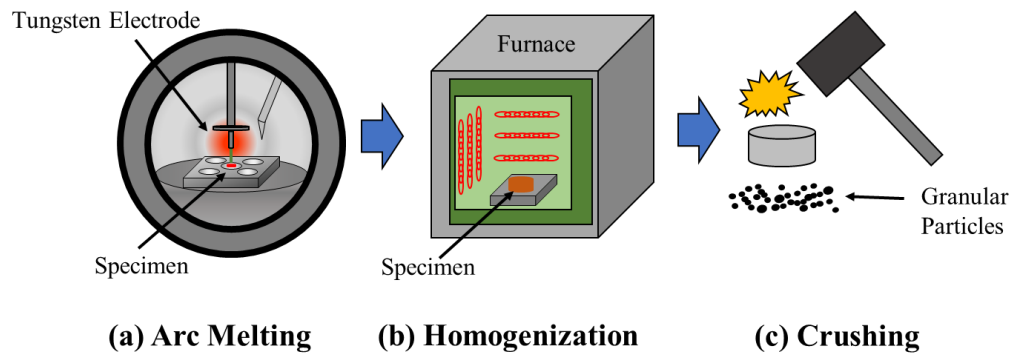 Tungsten Electrode
Specimen
Furnace
Specimen
Granular
Particles
(a) Arc Melting
(b) Homogenization
(c) Crushing